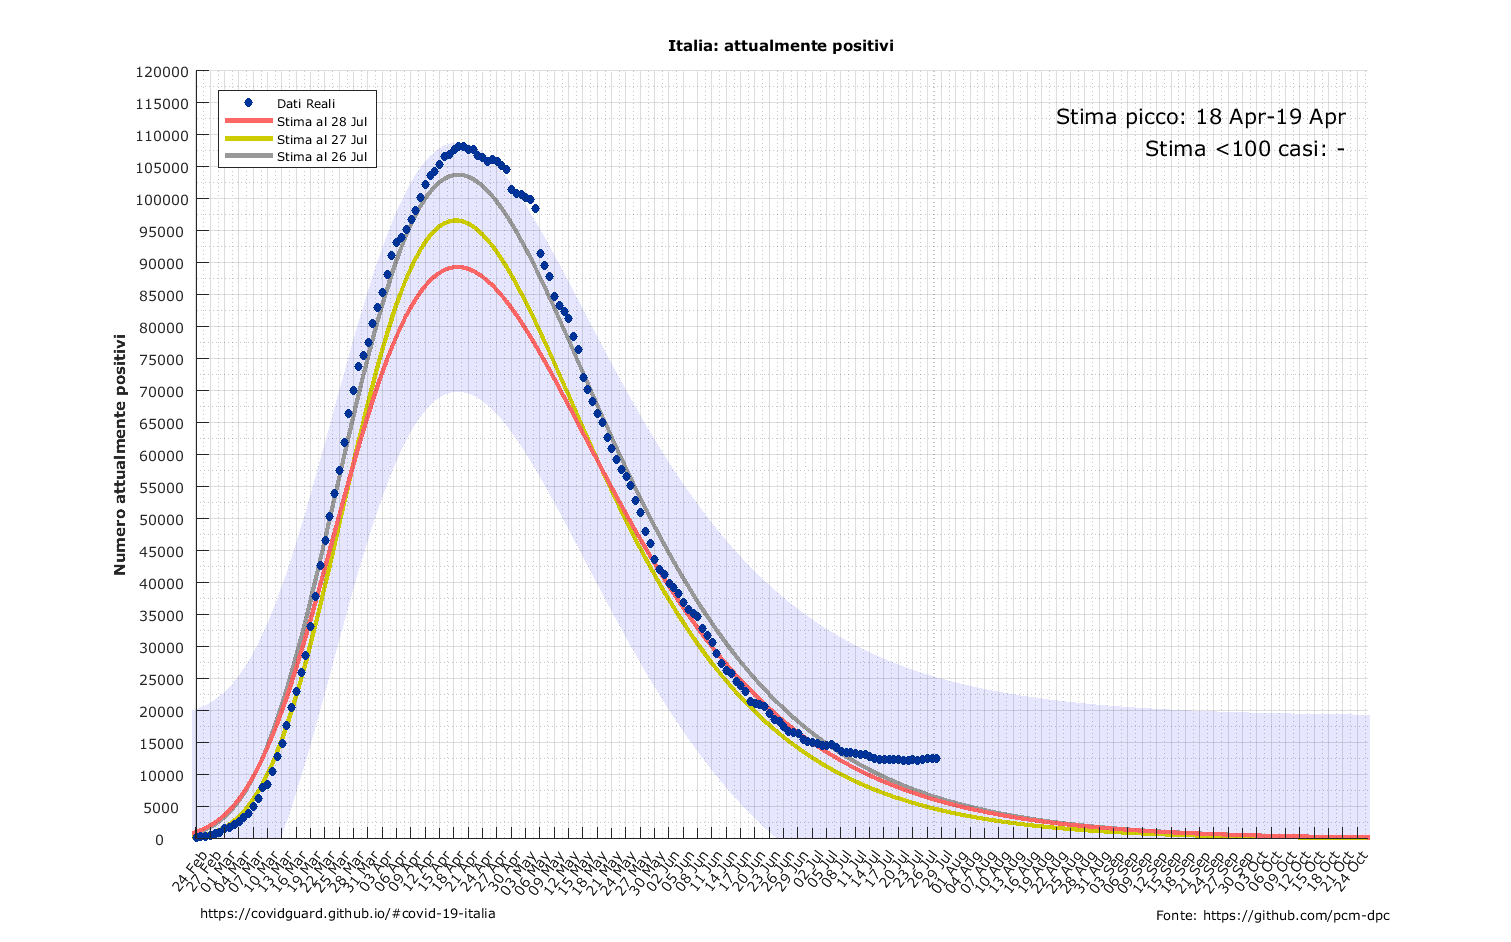 Italia: attualmente positivi
120000
115000
110000
105000
100000
95000
90000
85000
80000
75000
70000
65000
60000
55000
50000
45000
40000
35000
30000
25000
20000
15000
10000
5000
0
Numero attualmente positivi
Dati Reali
Stima al 28 Jul
Stima al 27 Jul
Stima al 26 Jul
Stima picco: 18 Apr-19 Apr
Stima <100 casi: -
24 Feb
27 Feb
01 Mar
04 Mar
07 Mar
10 Mar
13 Mar
16 Mar
19 Mar
22 Mar
25 Mar
28 Mar
31 Mar
03 Apr
06 Apr
09 Apr
12 Apr
15 Apr
18 Apr
21 Apr
24 Apr
27 Apr
30 Apr
03 May
06 May
09 May
12 May
15 May
18 May
21 May
24 May
27 May
30 May
02 Jun
05 Jun
08 Jun
11 Jun
14 Jun
17 Jun
20 Jun
23 Jun
26 Jun
29 Jun
02 Jul
05 Jul
08 Jul
11 Jul
14 Jul
17 Jul
20 Jul
23 Jul
26 Jul
29 Jul
01 Aug
04 Aug
07 Aug
10 Aug
13 Aug
16 Aug
19 Aug
22 Aug
25 Aug
28 Aug
31 Aug
03 Sep
06 Sep
09 Sep
12 Sep
15 Sep
18 Sep
21 Sep
24 Sep
27 Sep
30 Sep
03 Oct
06 Oct
09 Oct
12 Oct
15 Oct
18 Oct
21 Oct
24 Oct
https://covidguard.github.io/#covid-19-italia
Fonte: https://github.com/pcm-dpc